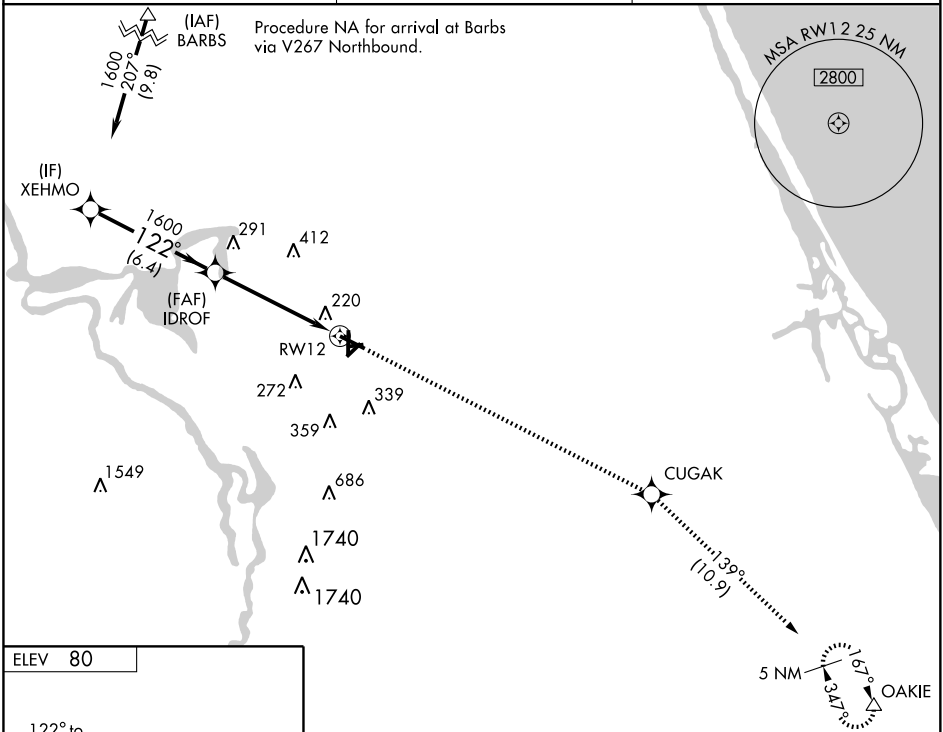 (IAF)
BARBS
Procedure NA for arrival at Barbs
via V267 Northbound.
MSA RW12 25 NM
2800
1600
207°
(9.8)
(IF)
XEHMO
1600
122°
(6.4)
291
412
(FAF)
IDROF
220
RW12
272
339
359
1549
686
CUGAK
1740
1740
139°
(10.9)
ELEV 80
5 NM
167°
347°
OAKIE
122° to